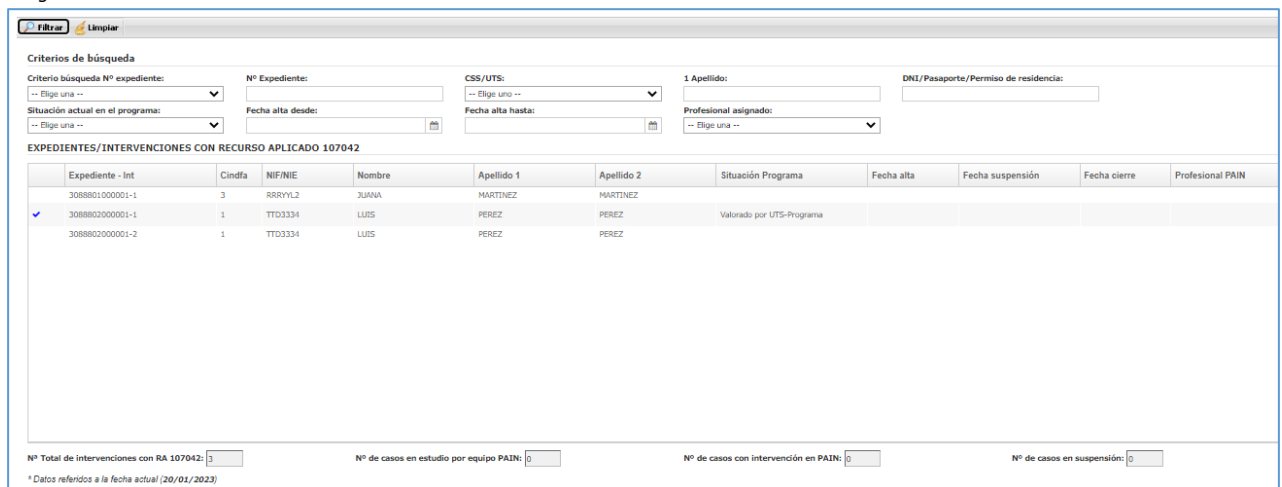 Filtrar Limpiar
Criterios de búsqueda
Criterio búsqueda Nº expediente: Nº Expediente: CSS/UTS: 1 Apellido: DNI/Pasaporte/Permiso de residencia:
-- Elige una -- -- Elige uno --
Situación actual en el programa: Fecha alta desde: Fecha alta hasta: Profesional asignado:
-- Elige una -- -- Elige una --
EXPEDIENTES/INTERVENCIONES CON RECURSO APLICADO 107042
Expediente - Int Cindfa NIF/NIE Nombre Apellido 1 Apellido 2 Situación Programa Fecha alta Fecha suspensión Fecha cierre Profesional PAIN
3088801000001-1 3 RRRYYL2 JUANA MARTINEZ MARTINEZ
3088802000001-1 1 TTD3334 LUIS PEREZ PEREZ Valorado por UTS-Programa
3088802000001-2 1 TTD3334 LUIS PEREZ PEREZ
Nª Total de intervenciones con RA 107042: 3 Nº de casos en estudio por equipo PAIN: 0 Nº de casos con intervención en PAIN: 0 Nº de casos en suspensión: 0
* Datos referidos a la fecha actual (20/01/2023)